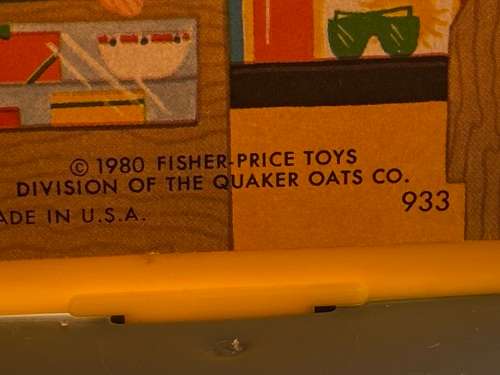 © 1980 FISHER-PRICE TOYS
DIVISION OF THE QUAKER OATS CO.
ADE IN U.S.A.
933